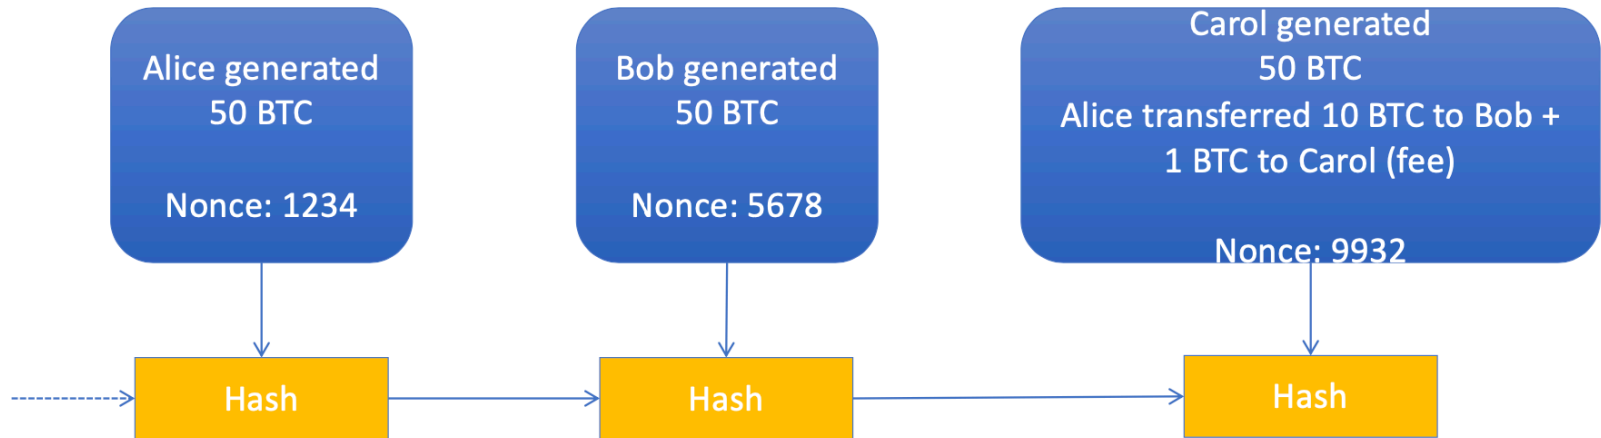 Alice generated
50 BTC
Nonce: 1234
Bob generated
50 BTC
Nonce: 5678
Carol generated
50 BTC
Alice transferred 10 BTC to Bob +
1 BTC to Carol (fee)
Nonce: 9932
Hash
Hash
Hash